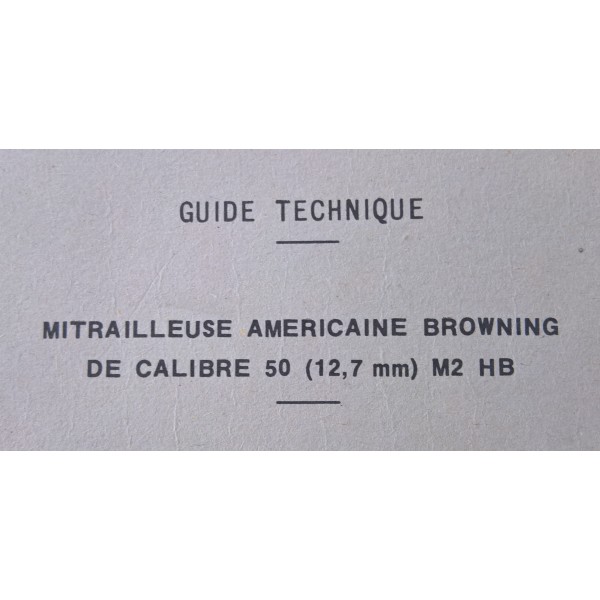 GUIDE TECHNIQUE
MITRAILLEUSE AMERICAINE BROWNING
DE CALIBRE 50 (12,7 mm) M2 HB